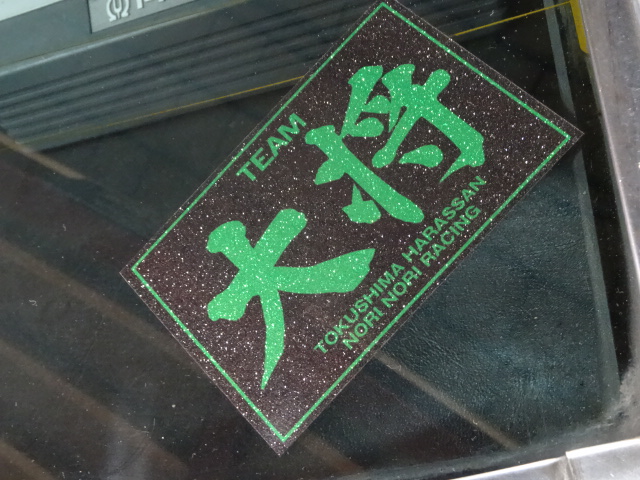 TEAM
大将
TOKUSHIMA HARASSAN
NORI NORI RACING